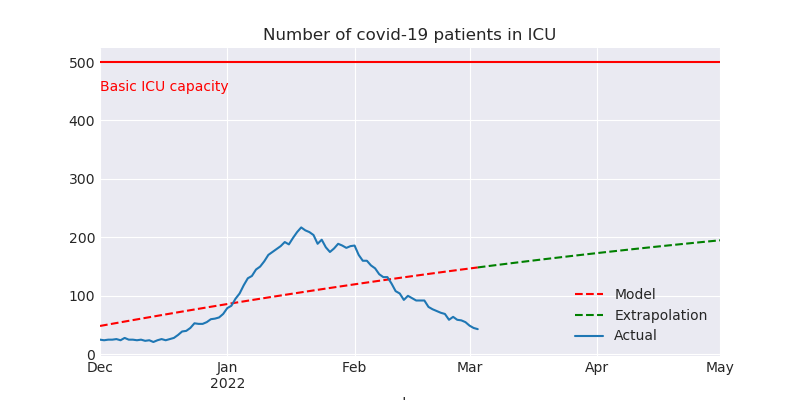 Number of covid-19 patients in ICU
500
Basic ICU capacity
400
300
200
100
0
Model
Extrapolation
Actual
Dec Jan Feb Mar Apr May
2022